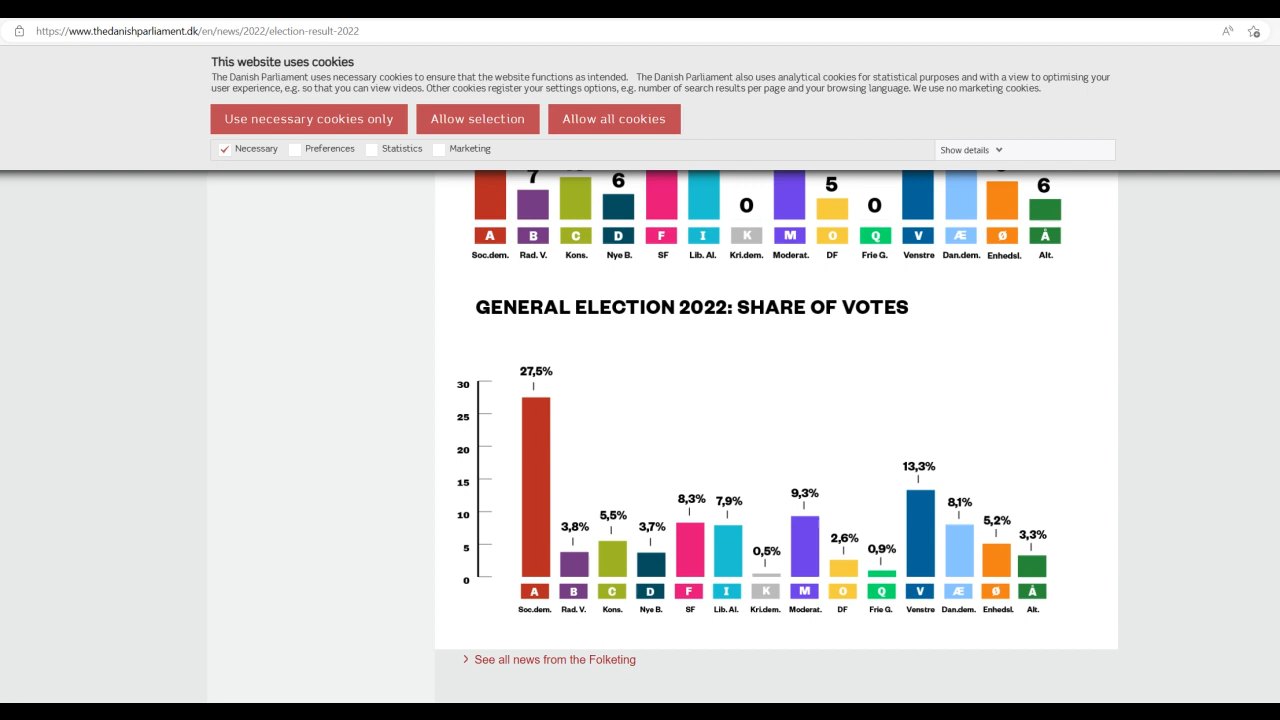 https://www.thedanishparliament.dk/en/news/2022/election-result-2022
This website uses cookies
The Danish Parliament uses necessary cookies to ensure that the website functions as intended. The Danish Parliament also uses analytical cookies for statistical purposes and with a view to optimising your
user experience, e.g. so that you can view videos. Other cookies register your settings options, e.g. number of search results per page and your browsing language. We use no marketing cookies.
Use necessary cookies only Allow selection Allow all cookies
Necessary Preferences Statistics Marketing Show details
7 6 0 5 0 6
A B C D F I K M O Q V Æ Ø Å
Soc.dem. Rad. V. Kons. Nye B. SF Lib. Al. Kri.dem. Moderat. DF Frie G. Venstre Dan.dem. Enhedsl. Alt.
GENERAL ELECTION 2022: SHARE OF VOTES
27,5% 3,8% 5,5% 3,7% 8,3% 7,9% 0,5% 9,3% 2,6% 0,9% 13,3% 8,1% 5,2% 3,3%
30
25
20
15
10
5
0
A B C D F I K M O Q V Æ Ø Å
Soc.dem. Rad. V. Kons. Nye B. SF Lib. Al. Kri.dem. Moderat. DF Frie G. Venstre Dan.dem. Enhedsl. Alt.
See all news from the Folketing